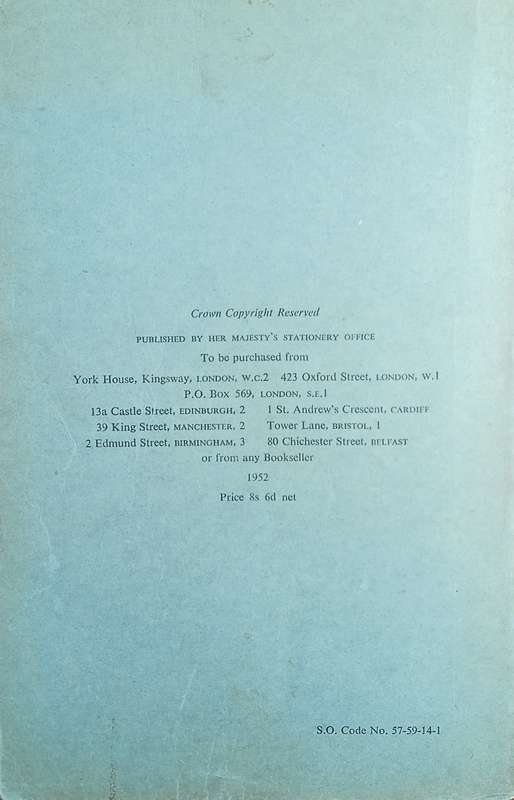 Crown Copyright Reserved
PUBLISHED BY HER MAJESTY'S STATIONERY OFFICE
To be purchased from
York House, Kingsway, LONDON, W.C.2 423 Oxford Street, LONDON, W.1
P.O. Box 569, LONDON, S.E.1
13a Castle Street, EDINBURGH, 2 1 St. Andrew's Crescent, CARDIFF
39 King Street, MANCHESTER, 2 Tower Lane, BRISTOL, 1
2 Edmund Street, BIRMINGHAM, 3 80 Chichester Street, BELFAST
or from any Bookseller
1952
Price 8s 6d net
S.O. Code No. 57-59-14-1